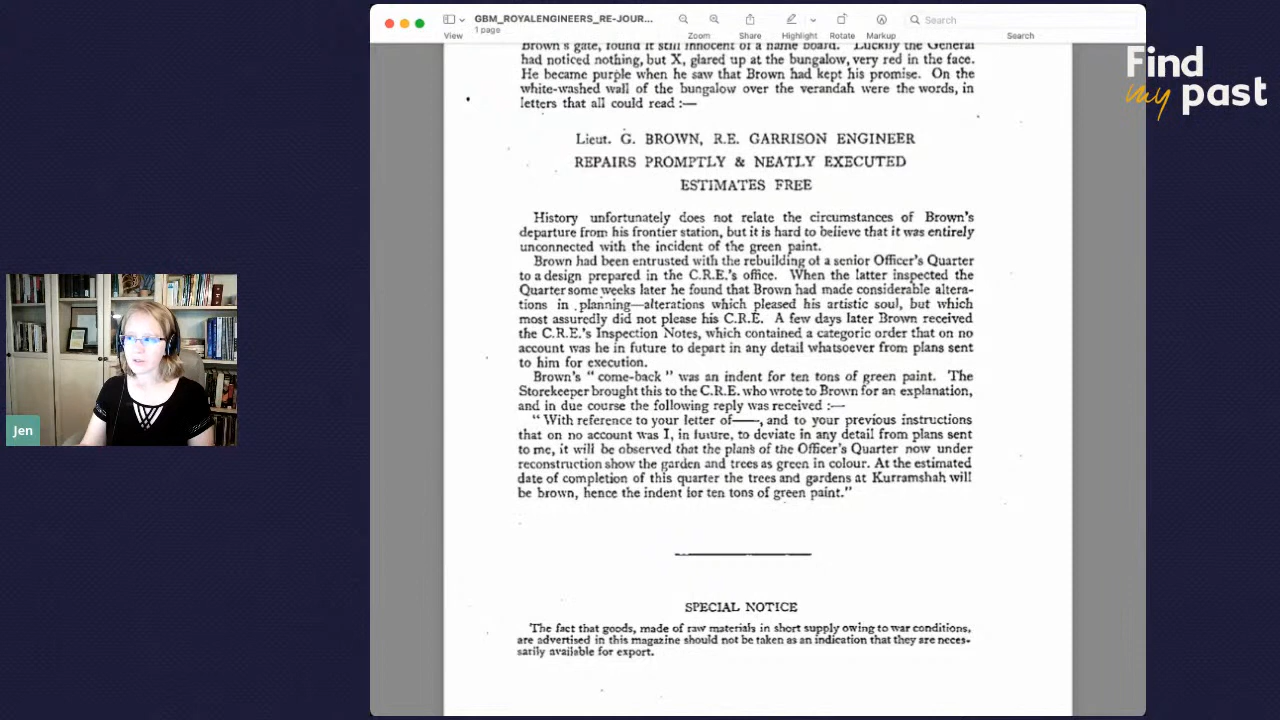 GBM_ROYALENGINEERS_RE-JOUR...
1 page
View
Zoom
Share
Highlight
Rotate
Markup
Search
Search
Find
my past
Brown's gate, found it still innocent of a name board. Luckily the General
had noticed nothing, but X, glared up at the bungalow, very red in the face.
He became purple when he saw that Brown had kept his promise. On the
white-washed wall of the bungalow over the verandah were the words, in
letters that all could read :—
Lieut. G. BROWN, R.E. GARRISON ENGINEER
REPAIRS PROMPTLY & NEATLY EXECUTED
ESTIMATES FREE
History unfortunately does not relate the circumstances of Brown's
departure from his frontier station, but it is hard to believe that it was entirely
unconnected with the incident of the green paint.
Brown had been entrusted with the rebuilding of a senior Officer's Quarter
to a design prepared in the C.R.E.'s office. When the latter inspected the
Quarter some weeks later he found that Brown had made considerable altera-
tions in planning—alterations which pleased his artistic soul, but which
most assuredly did not please his C.R.E. A few days later Brown received
the C.R.E.'s Inspection Notes, which contained a categoric order that on no
account was he in future to depart in any detail whatsoever from plans sent
to him for execution.
Brown's " come-back " was an indent for ten tons of green paint. The
Storekeeper brought this to the C.R.E. who wrote to Brown for an explanation,
and in due course the following reply was received :—
" With reference to your letter of——, and to your previous instructions
that on no account was I, in future, to deviate in any detail from plans sent
to me, it will be observed that the plans of the Officer's Quarter now under
reconstruction show the garden and trees as green in colour. At the estimated
date of completion of this quarter the trees and gardens at Kurramshah will
be brown, hence the indent for ten tons of green paint."
SPECIAL NOTICE
The fact that goods, made of raw materials in short supply owing to war conditions,
are advertised in this magazine should not be taken as an indication that they are neces-
sarily available for export.
Jen